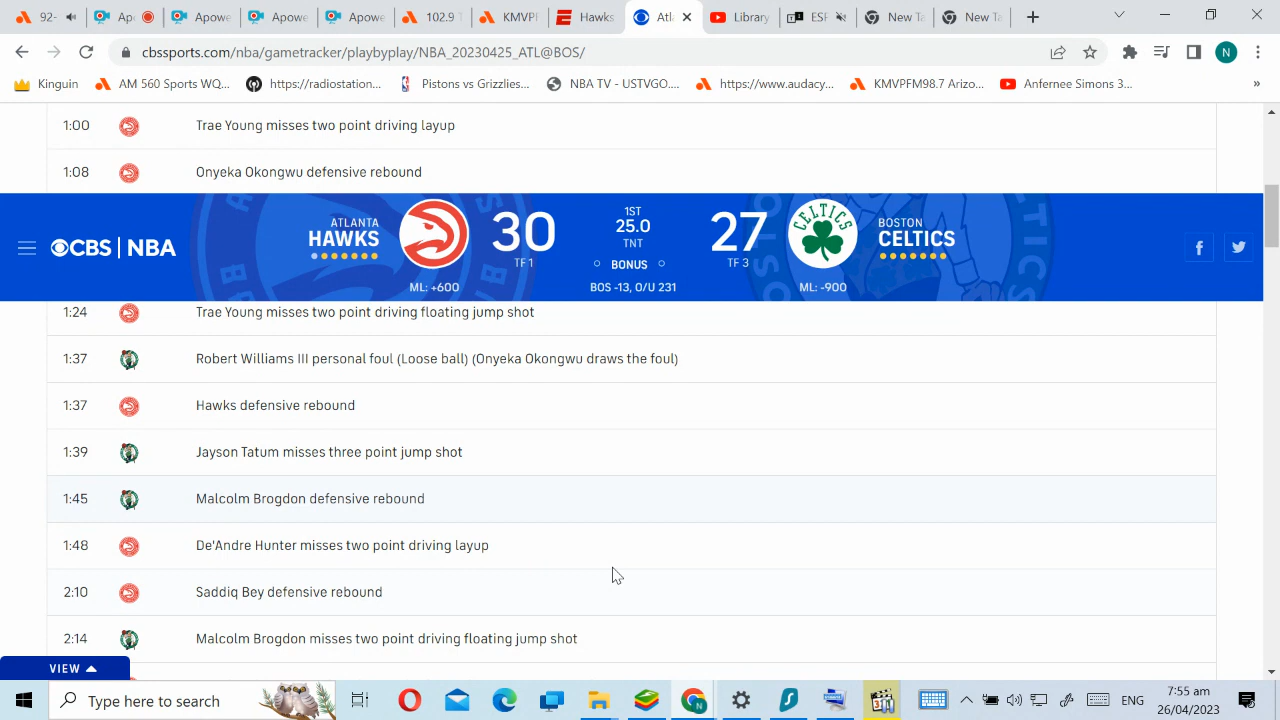 92-
Ap
Apowe
Apowe
Apowe
102.9 T
KMVPI
Hawks
Atl
Library
ESF
New Ta
New Ta
cbssports.com/nba/gametracker/playbyplay/NBA_20230425_ATL@BOS/
N
Kinguin
AM 560 Sports WQ...
https://radiostation...
Pistons vs Grizzlies...
NBA TV - USTVGO....
https://www.audacy...
KMVPFM98.7 Arizo...
Anfernee Simons 3...
»
1:00 Trae Young misses two point driving layup
1:08 Onyeka Okongwu defensive rebound
CBS | NBA
ATLANTA
HAWKS
30
TF 1
ML: +600
1ST
25.0
TNT
BONUS
BOS -13, O/U 231
27
TF 3
CELTICS
BOSTON
CELTICS
ML: -900
1:24 Trae Young misses two point driving floating jump shot
1:37 Robert Williams III personal foul (Loose ball) (Onyeka Okongwu draws the foul)
1:37 Hawks defensive rebound
1:39 Jayson Tatum misses three point jump shot
1:45 Malcolm Brogdon defensive rebound
1:48 De'Andre Hunter misses two point driving layup
2:10 Saddiq Bey defensive rebound
2:14 Malcolm Brogdon misses two point driving floating jump shot
VIEW
Type here to search
ENG
7:55 am
26/04/2023